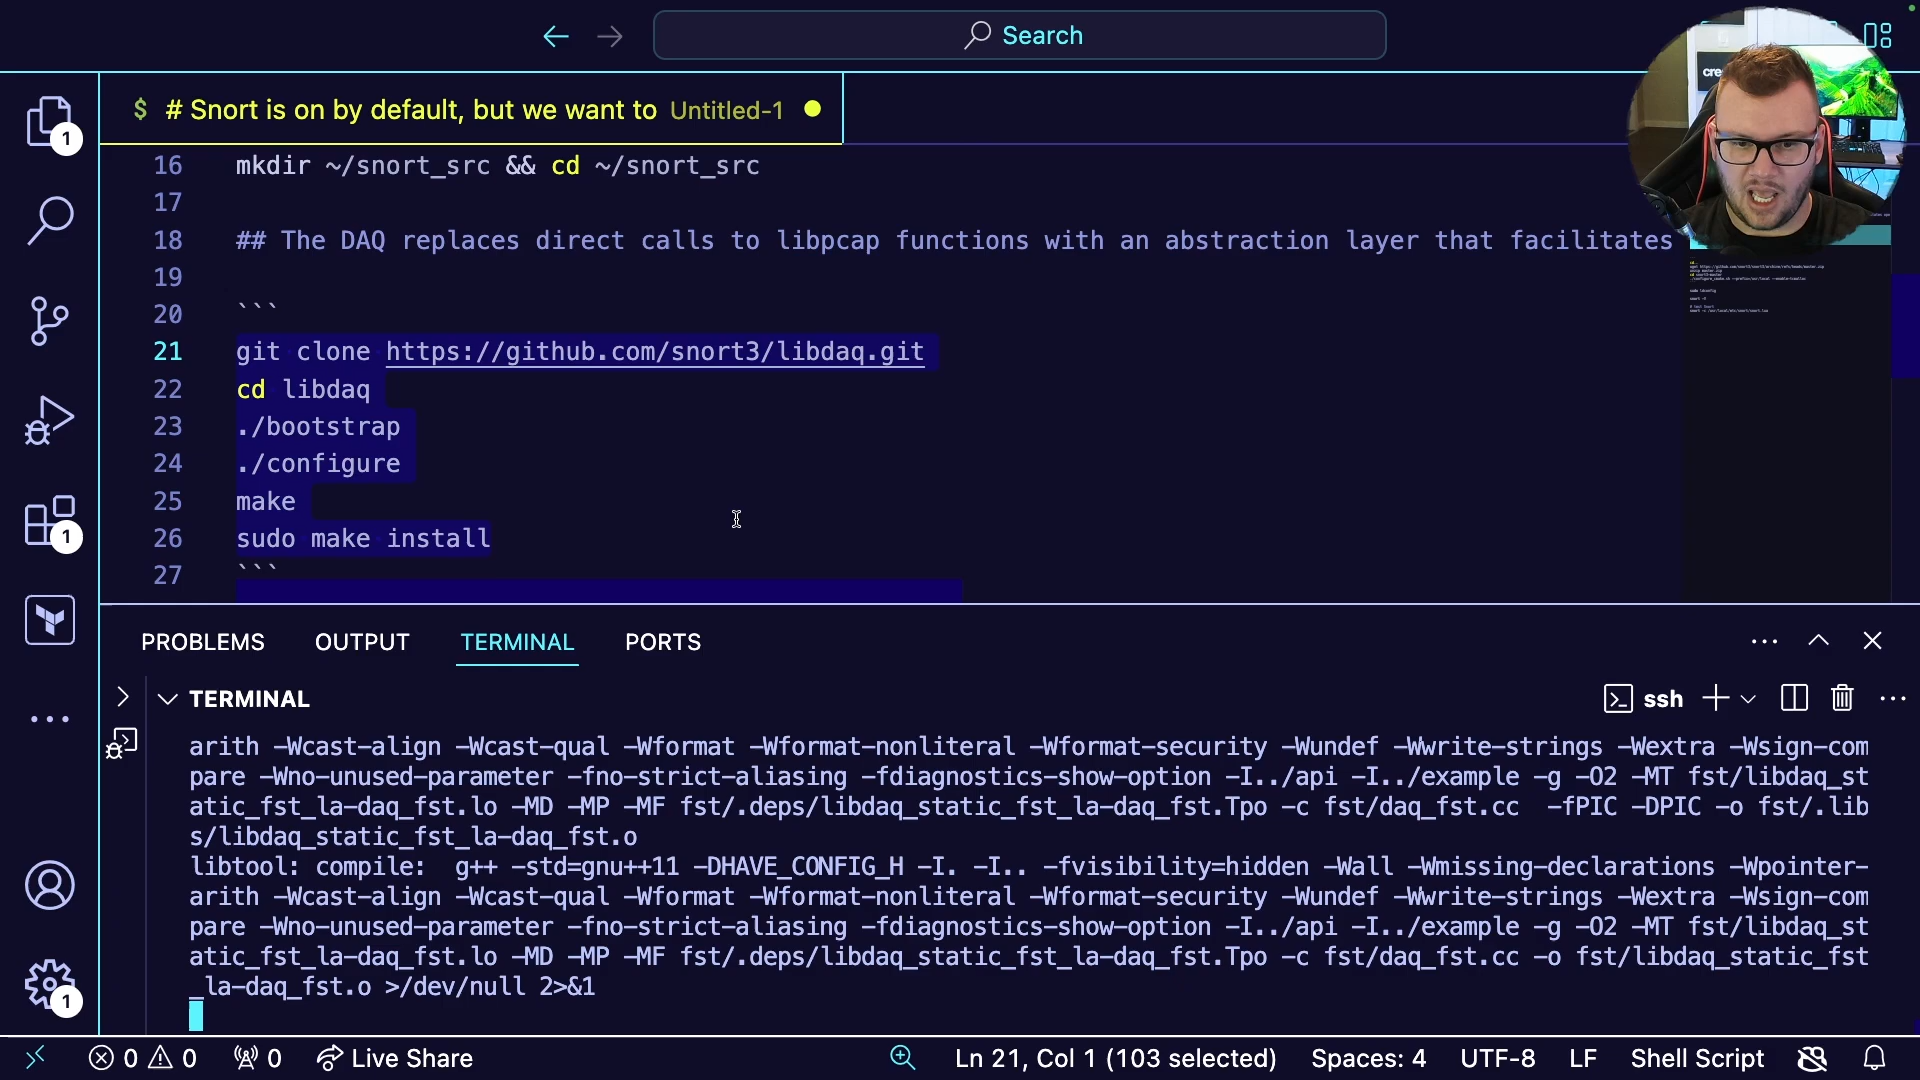 Search
cre
$ # Snort is on by default, but we want to Untitled-1
16 mkdir ~/snort_src && cd ~/snort_src
17
18 ## The DAQ replaces direct calls to libpcap functions with an abstraction layer that facilitates
19
20 ```
21 git clone https://github.com/snort3/libdaq.git
22 cd libdaq
23 ./bootstrap
24 ./configure
25 make
26 sudo make install
27 ```
1
1
1
PROBLEMS OUTPUT TERMINAL PORTS
TERMINAL
ssh
arith -Wcast-align -Wcast-qual -Wformat -Wformat-nonliteral -Wformat-security -Wundef -Wwrite-strings -Wextra -Wsign-com
pare -Wno-unused-parameter -fno-strict-aliasing -fdiagnostics-show-option -I../api -I../example -g -O2 -MT fst/libdaq_st
atic_fst_la-daq_fst.lo -MD -MP -MF fst/.deps/libdaq_static_fst_la-daq_fst.Tpo -c fst/daq_fst.cc  -fPIC -DPIC -o fst/.lib
s/libdaq_static_fst_la-daq_fst.o
libtool: compile:  g++ -std=gnu++11 -DHAVE_CONFIG_H -I. -I.. -fvisibility=hidden -Wall -Wmissing-declarations -Wpointer-
arith -Wcast-align -Wcast-qual -Wformat -Wformat-nonliteral -Wformat-security -Wundef -Wwrite-strings -Wextra -Wsign-com
pare -Wno-unused-parameter -fno-strict-aliasing -fdiagnostics-show-option -I../api -I../example -g -O2 -MT fst/libdaq_st
atic_fst_la-daq_fst.lo -MD -MP -MF fst/.deps/libdaq_static_fst_la-daq_fst.Tpo -c fst/daq_fst.cc -o fst/libdaq_static_fst
_la-daq_fst.o >/dev/null 2>&1
0 0 0 Live Share Ln 21, Col 1 (103 selected) Spaces: 4 UTF-8 LF Shell Script